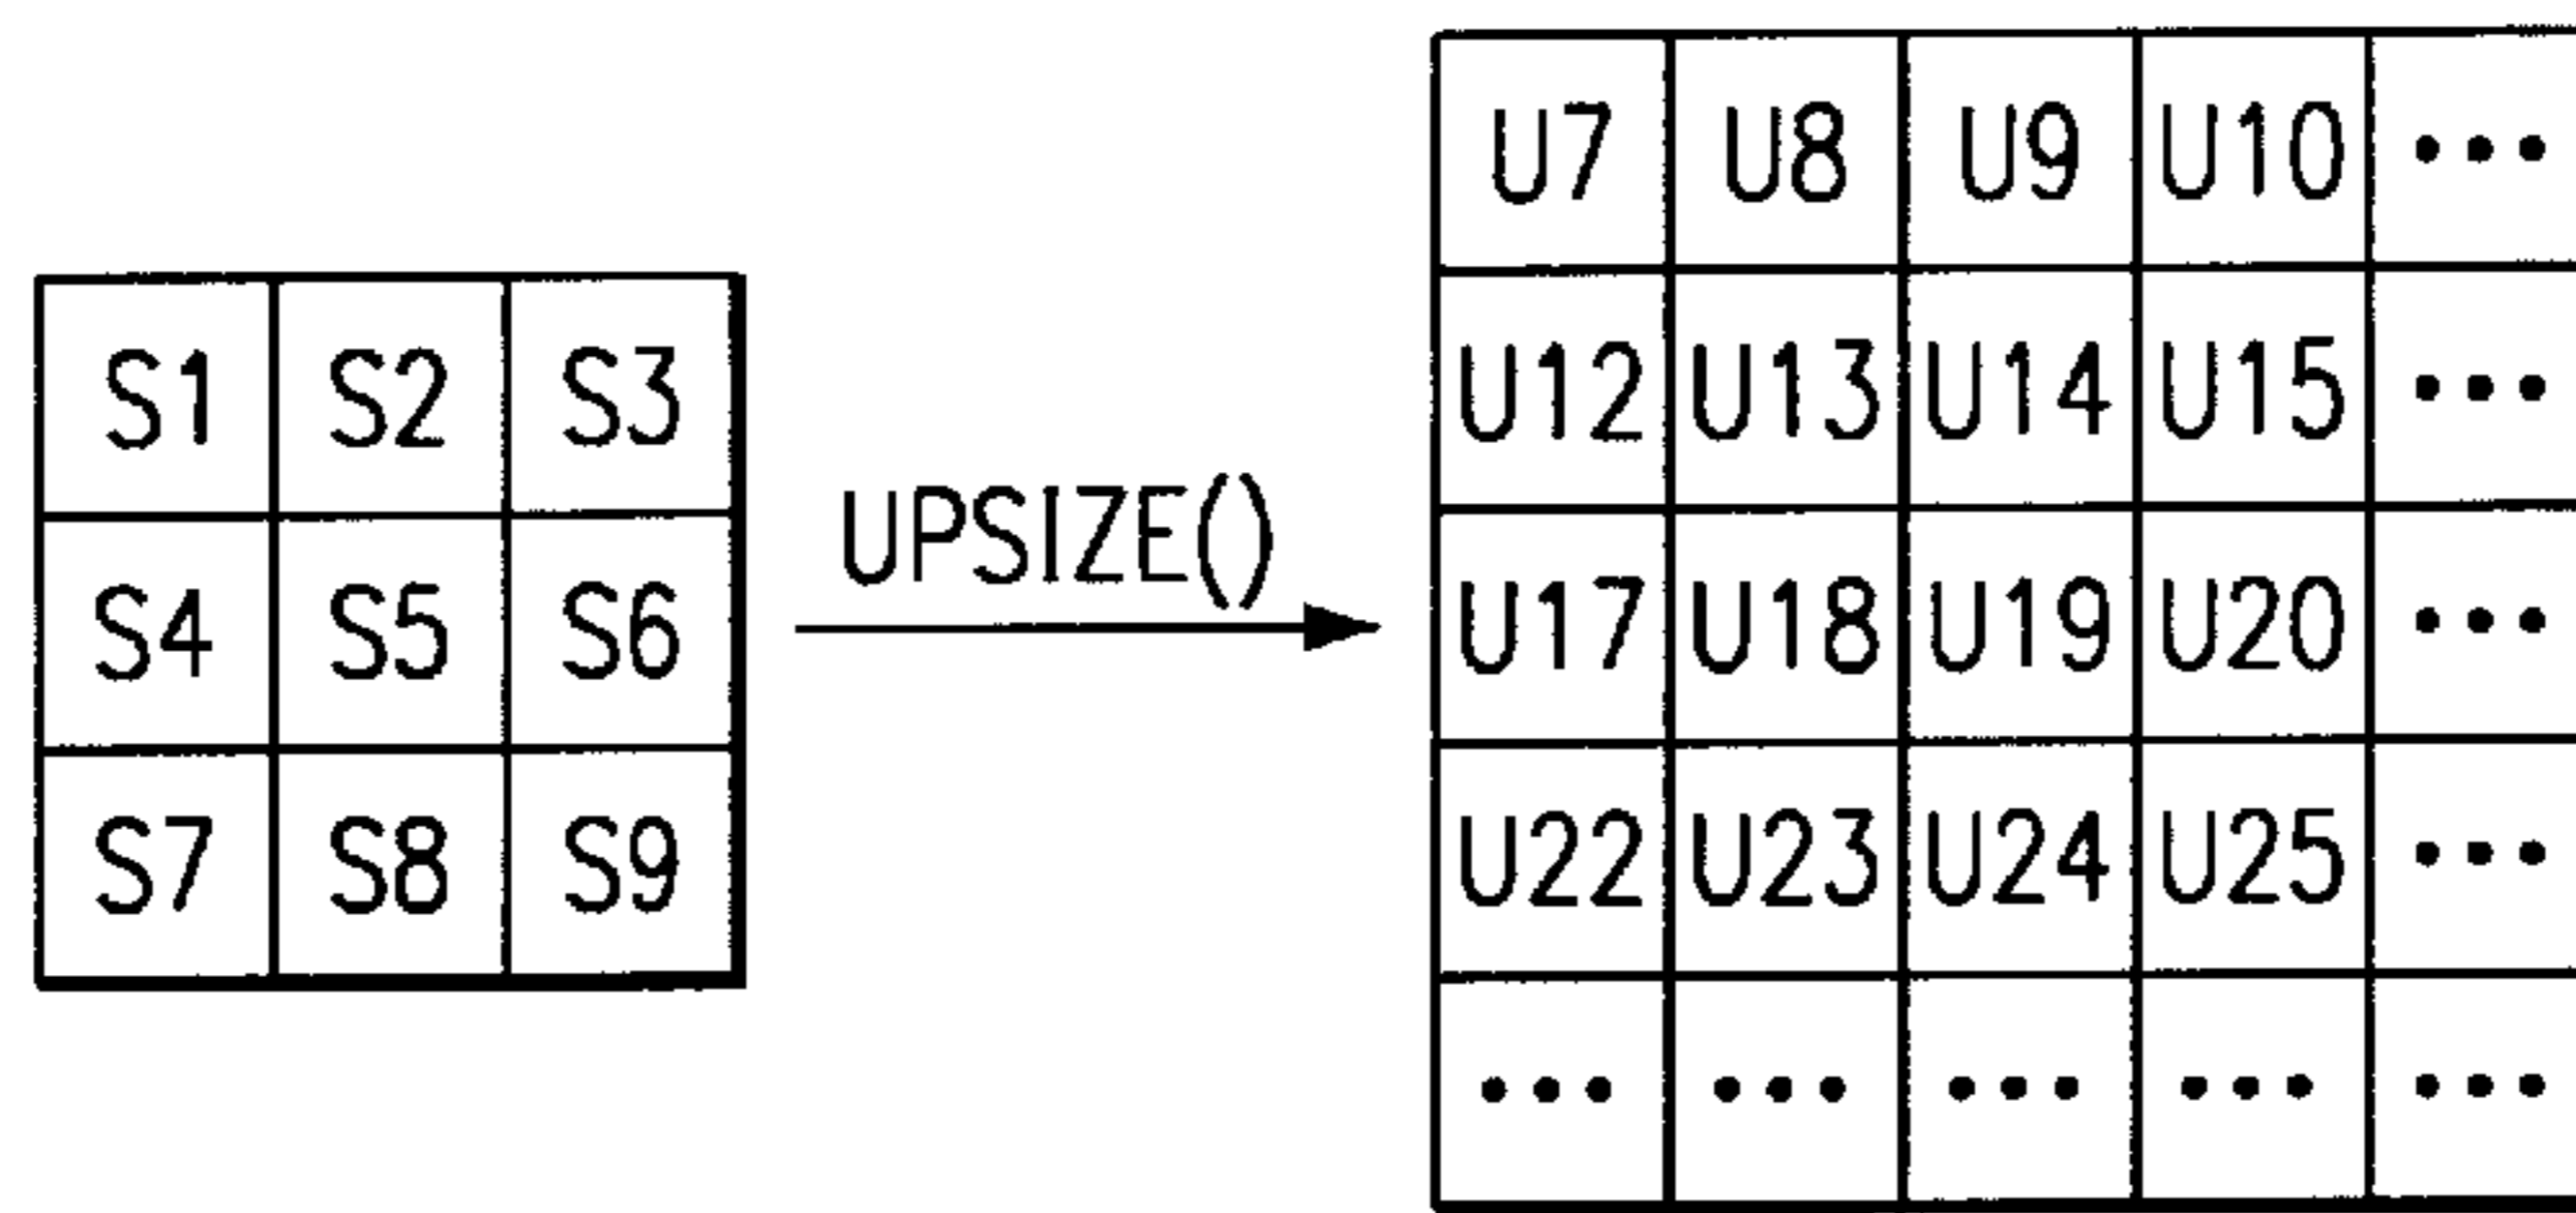 S1 S2 S3
S4 S5 S6
S7 S8 S9
UPSIZE()
U7 U8 U9 U10 •••
U12 U13 U14 U15 •••
U17 U18 U19 U20 •••
U22 U23 U24 U25 •••
••• ••• ••• ••• •••